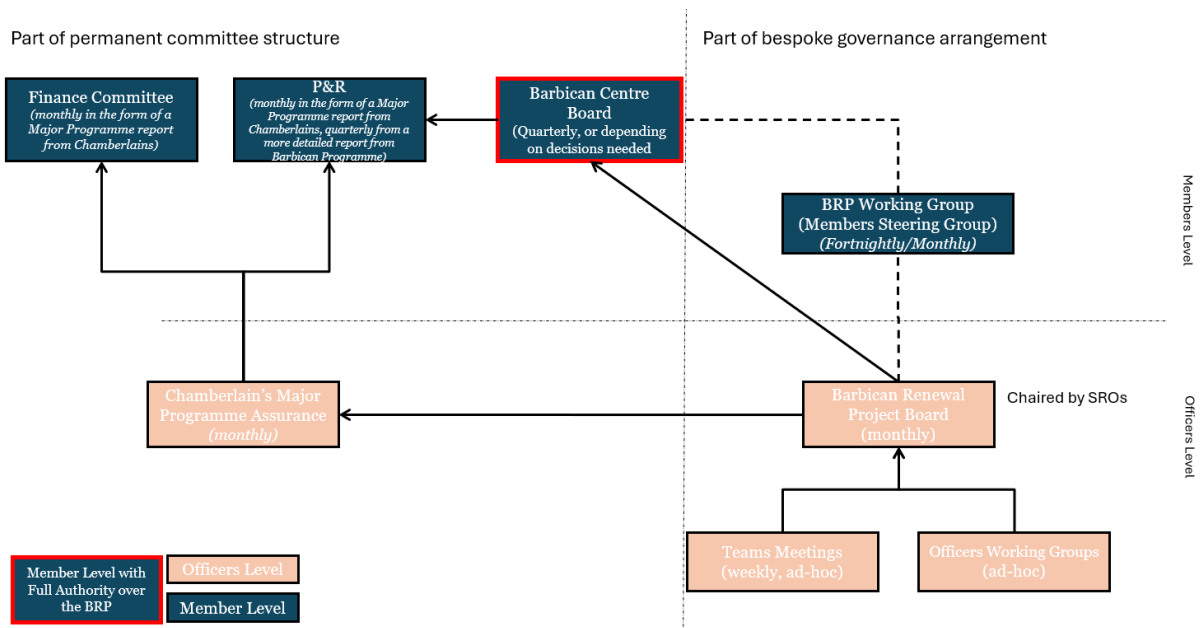 Part of permanent committee structure
Part of bespoke governance arrangement
Finance Committee
(monthly in the form of a
Major Programme report
from Chamberlains)
P&R
(monthly in the form of a Major
Programme report from
Chamberlains, quarterly from a
more detailed report from
Barbican Programme)
Barbican Centre
Board
(Quarterly, or depending
on decisions needed
BRP Working Group
(Members Steering Group)
(Fortnightly/Monthly)
Members Level
Chamberlain's Major
Programme Assurance
(monthly)
Barbican Renewal
Project Board
(monthly)
Chaired by SROs
Officers Level
Teams Meetings
(weekly, ad-hoc)
Officers Working Groups
(ad-hoc)
Member Level with
Full Authority over
the BRP
Officers Level
Member Level